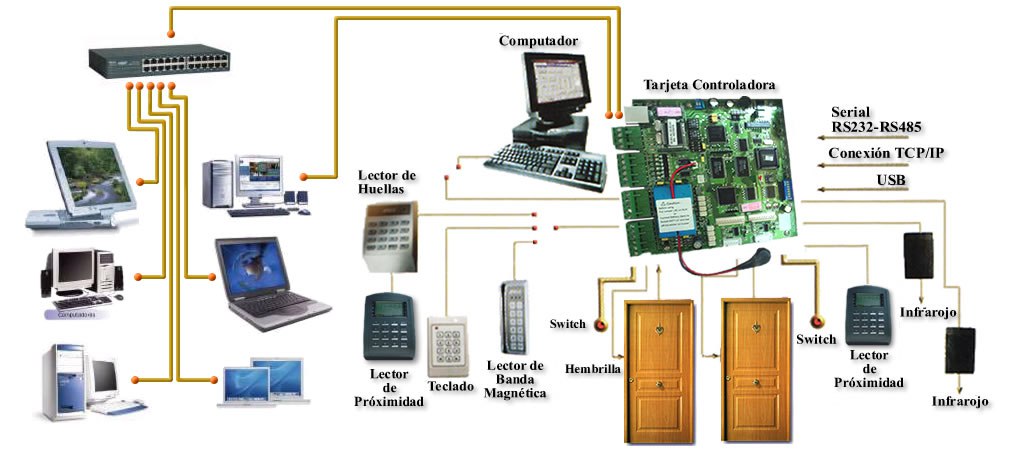 Computador
Tarjeta Controladora
Serial
RS232-RS485
Conexión TCP/IP
USB
Lector de
Huellas
Computadores
Switch
Hembrilla
Switch
Infrarojo
Infrarojo
Lector
de
Próximidad
Teclado
Lector de
Banda
Magnética
Lector
de
Próximidad